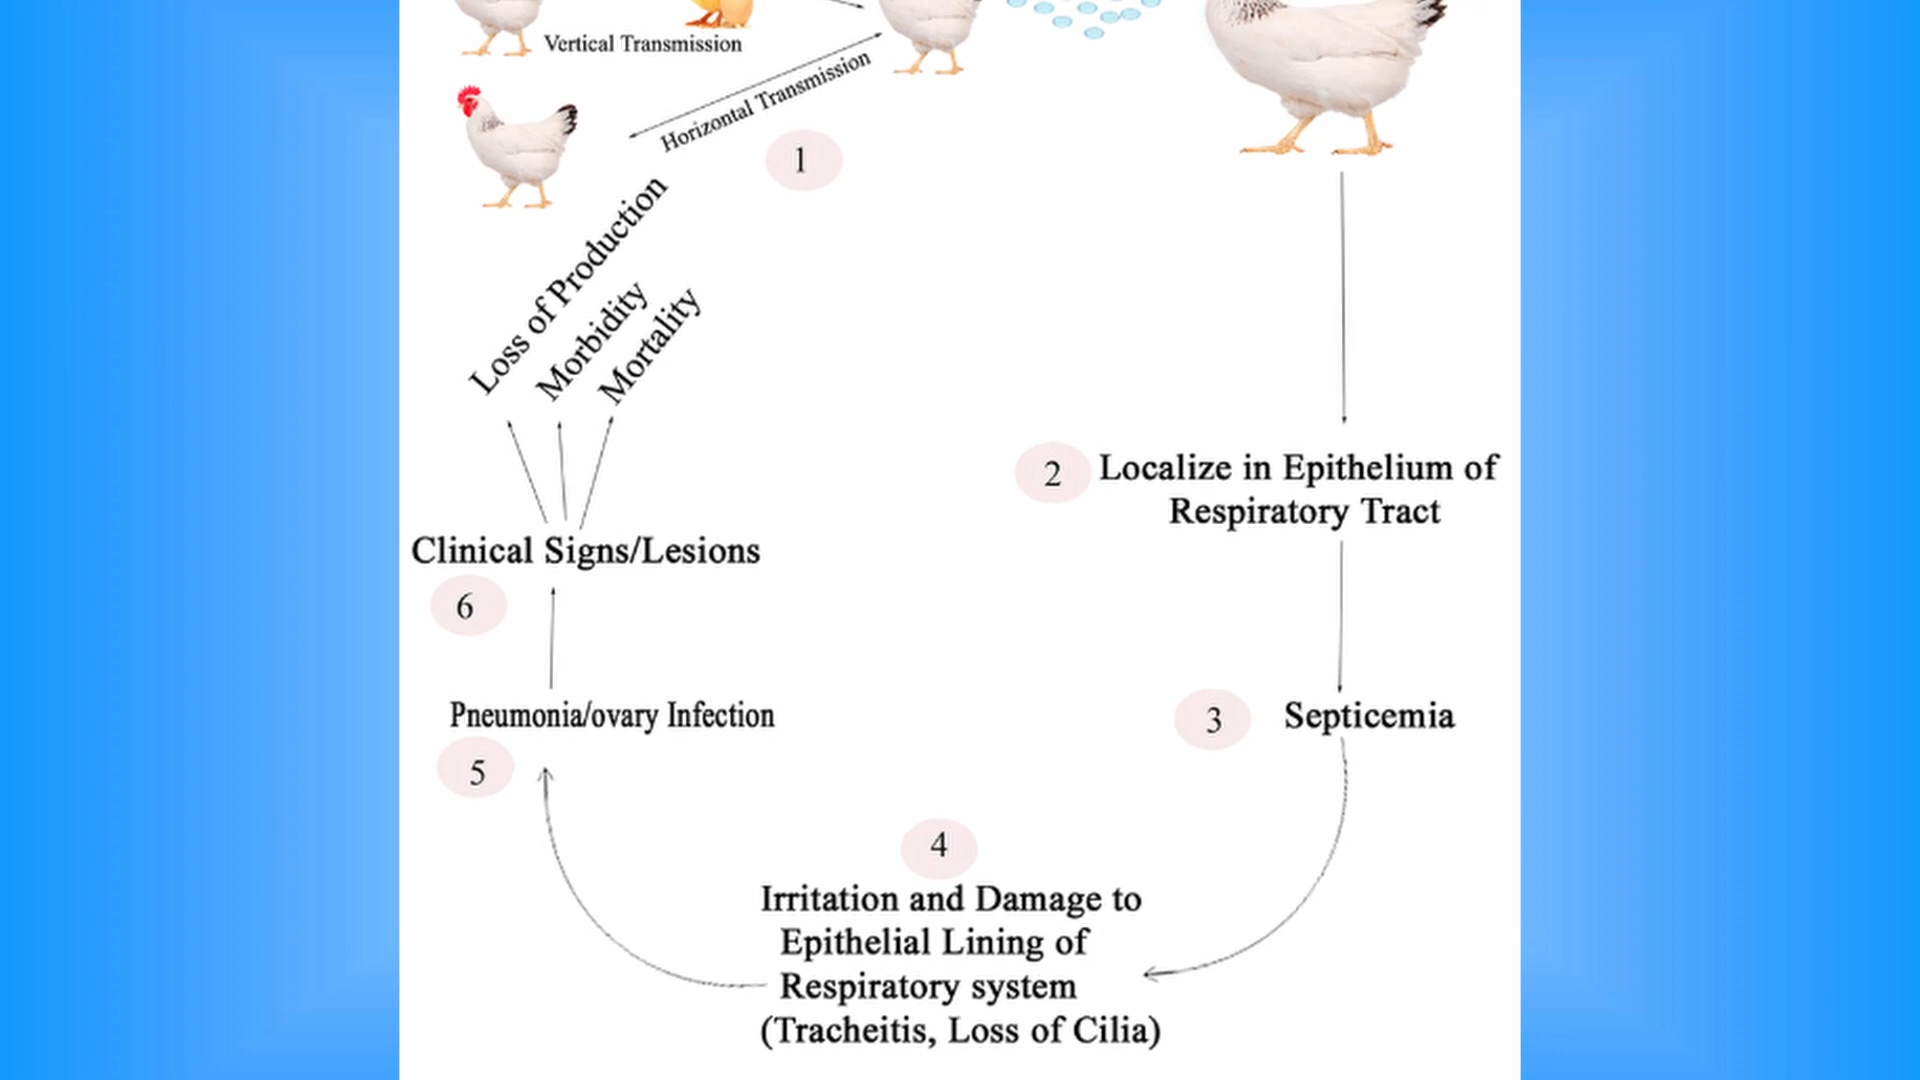 Vertical Transmission
Horizontal Transmission
1
Loss of Production
Morbidity
Mortality
2
Localize in Epithelium of
Respiratory Tract
Clinical Signs/Lesions
6
Pneumonia/ovary Infection
5
3
Septicemia
4
Irritation and Damage to
Epithelial Lining of
Respiratory system
(Tracheitis, Loss of Cilia)